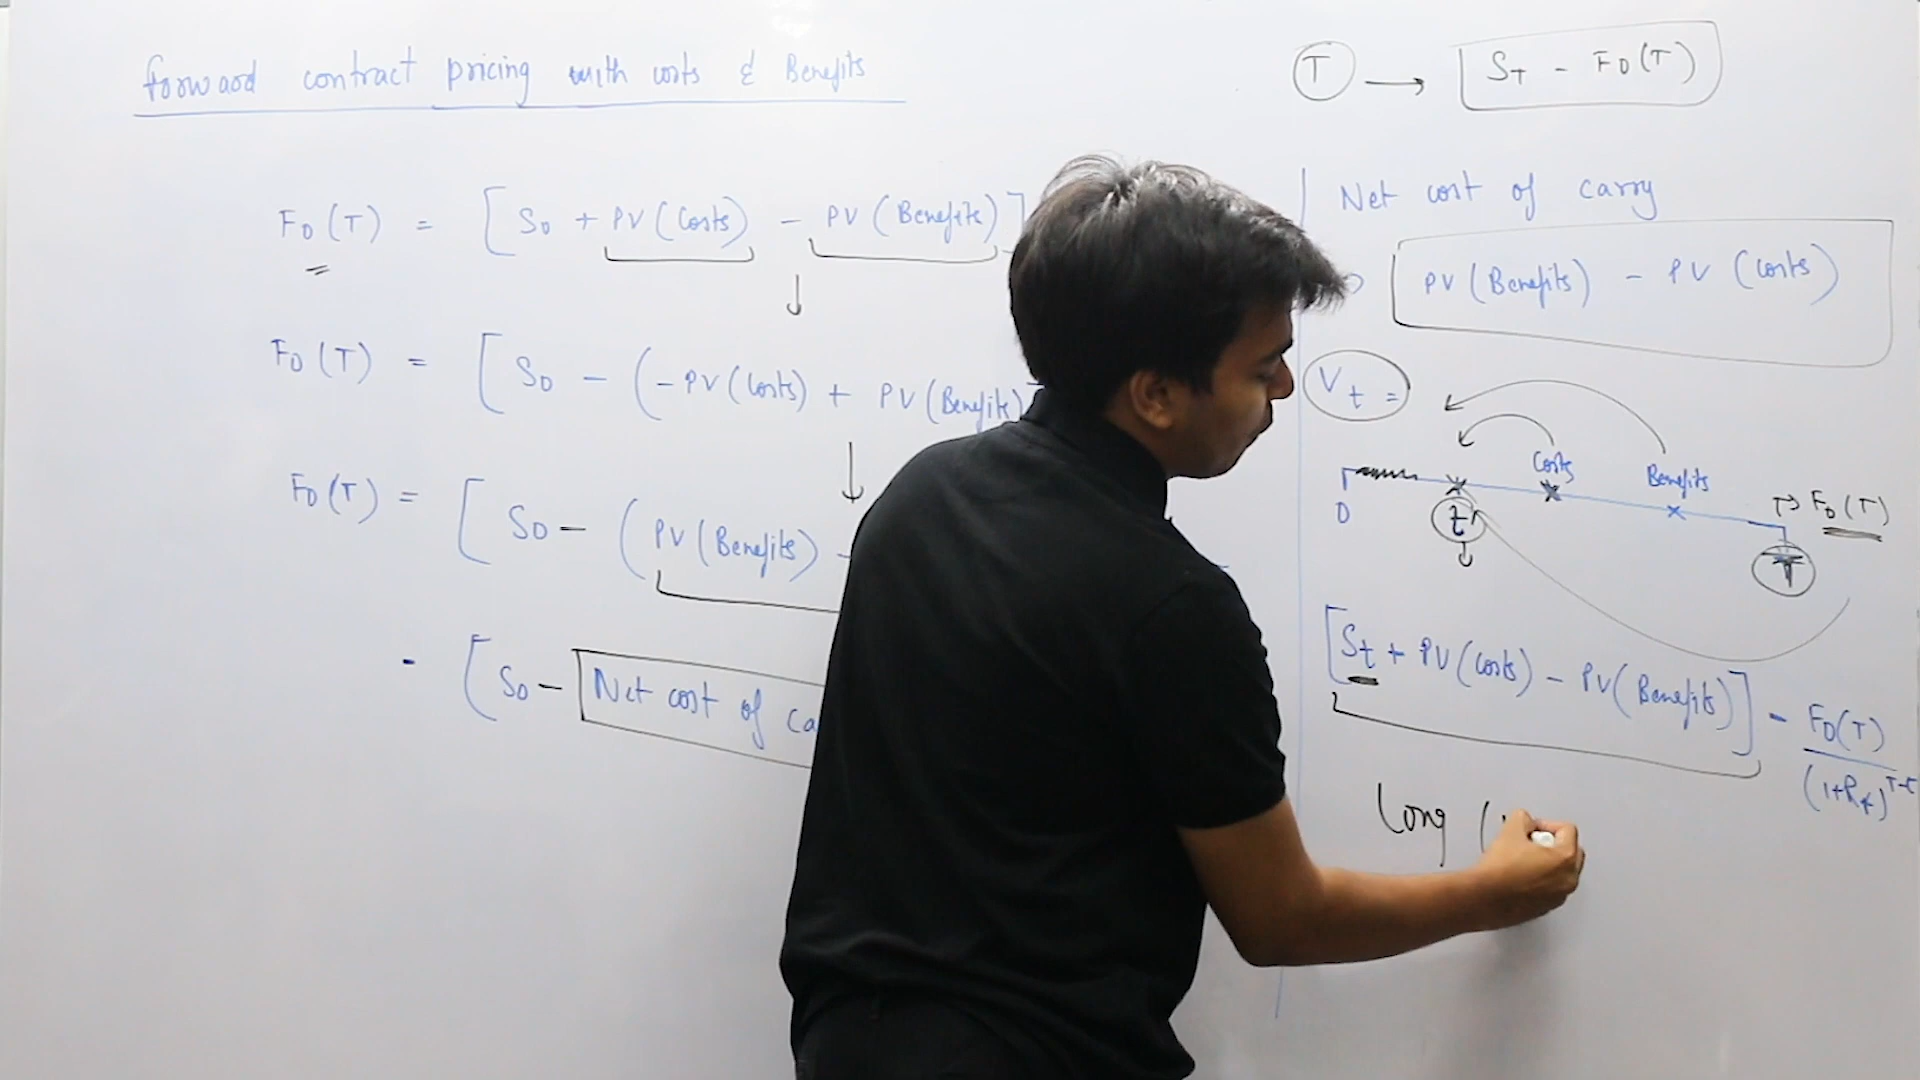 Forward contract pricing with costs & Benefits
F0 (T) = [ S0 + PV (Costs) - PV (Benefits) ]
F0 (T) = [ S0 - ( - PV (Costs) + PV (Benefits)
F0 (T) = [ S0 - ( PV (Benefits) -
- [ S0 - Net cost of ca
T → ST - F0 (T)
Net cost of carry
PV (Benefits) - PV (Costs)
Vt =
Costs Benefits
0 t T → F0 (T)
T
[ St + PV (Costs) - PV (Benefits) ] - F0 (T)
(1+Rf)^T-t
Long (